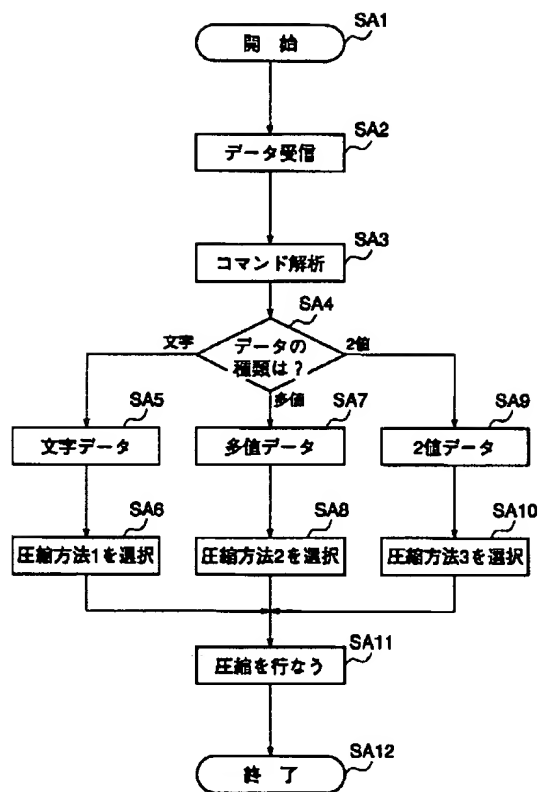 SA1
開 始
SA2
データ受信
SA3
コマンド解析
SA4
データの
種類は?
文字
2値
多値
SA5
文字データ
SA7
多値データ
SA9
2値データ
SA6
圧縮方法1を選択
SA8
圧縮方法2を選択
SA10
圧縮方法3を選択
SA11
圧縮を行なう
SA12
終 了